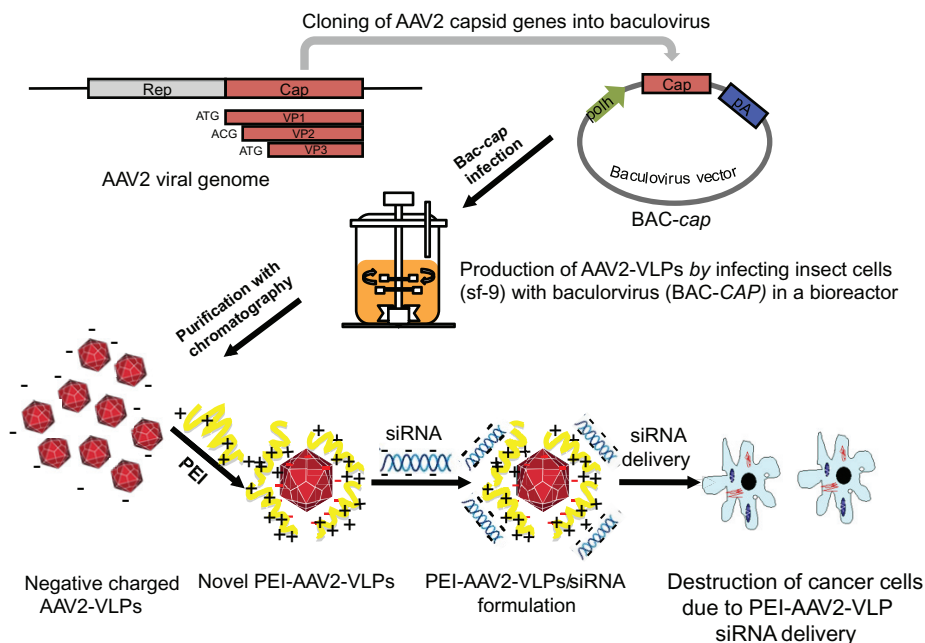 Cloning of AAV2 capsid genes into baculovirus
Rep
Cap
ATG
VP1
ACG
VP2
ATG
VP3
AAV2 viral genome
polh
Cap
pA
Baculovirus vector
BAC-cap
Bac-cap
infection
Production of AAV2-VLPs by infecting insect cells
(sf-9) with baculorvirus (BAC-CAP) in a bioreactor
Purification with
chromatography
PEI
siRNA
siRNA
delivery
Negative charged
AAV2-VLPs
Novel PEI-AAV2-VLPs
PEI-AAV2-VLPs/siRNA
formulation
Destruction of cancer cells
due to PEI-AAV2-VLP
siRNA delivery